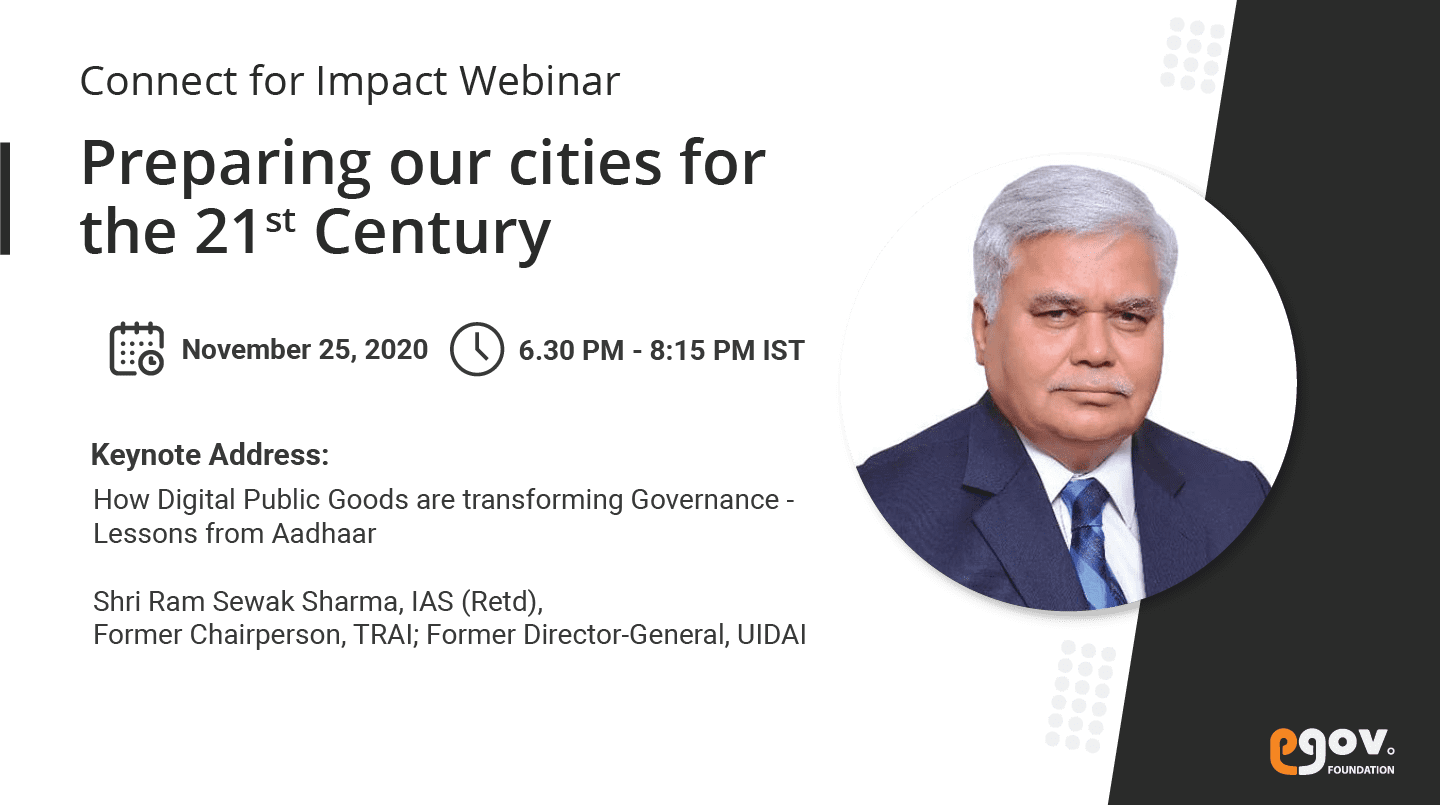 Connect for Impact Webinar
Preparing our cities for
the 21st Century
November 25, 2020
6.30 PM - 8:15 PM IST
Keynote Address:
How Digital Public Goods are transforming Governance -
Lessons from Aadhaar
Shri Ram Sewak Sharma, IAS (Retd),
Former Chairperson, TRAI; Former Director-General, UIDAI
egov.
FOUNDATION